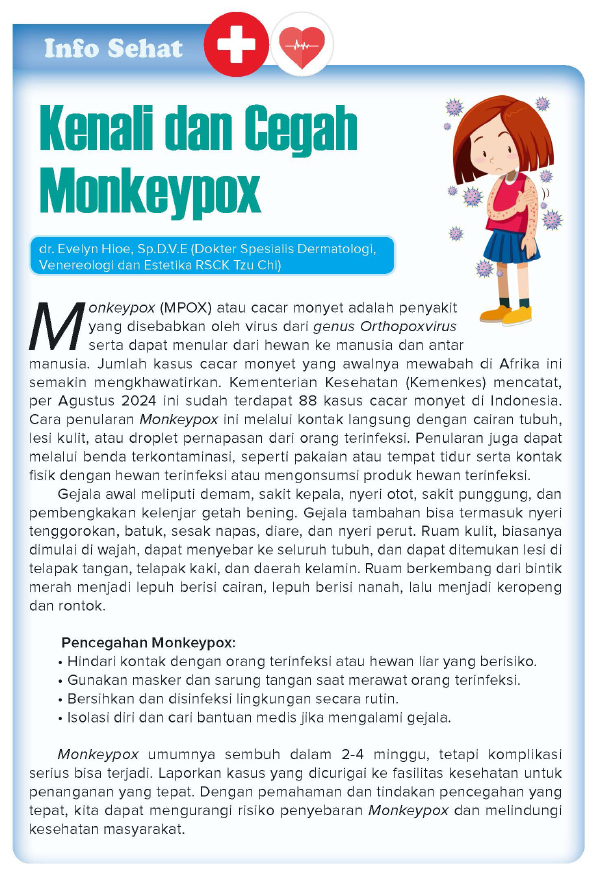 Info Sehat
Kenali dan Cegah
Monkeypox
dr. Evelyn Hioe, Sp.D.V.E (Dokter Spesialis Dermatologi,
Venereologi dan Estetika RSCK Tzu Chi)
Monkeypox (MPOX) atau cacar monyet adalah penyakit
yang disebabkan oleh virus dari genus Orthopoxvirus
serta dapat menular dari hewan ke manusia dan antar
manusia. Jumlah kasus cacar monyet yang awalnya mewabah di Afrika ini
semakin mengkhawatirkan. Kementerian Kesehatan (Kemenkes) mencatat,
per Agustus 2024 ini sudah terdapat 88 kasus cacar monyet di Indonesia.
Cara penularan Monkeypox ini melalui kontak langsung dengan cairan tubuh,
lesi kulit, atau droplet pernapasan dari orang terinfeksi. Penularan juga dapat
melalui benda terkontaminasi, seperti pakaian atau tempat tidur serta kontak
fisik dengan hewan terinfeksi atau mengonsumsi produk hewan terinfeksi.
Gejala awal meliputi demam, sakit kepala, nyeri otot, sakit punggung, dan
pembengkakan kelenjar getah bening. Gejala tambahan bisa termasuk nyeri
tenggorokan, batuk, sesak napas, diare, dan nyeri perut. Ruam kulit, biasanya
dimulai di wajah, dapat menyebar ke seluruh tubuh, dan dapat ditemukan lesi di
telapak tangan, telapak kaki, dan daerah kelamin. Ruam berkembang dari bintik
merah menjadi lepuh berisi cairan, lepuh berisi nanah, lalu menjadi keropeng
dan rontok.
Pencegahan Monkeypox:
• Hindari kontak dengan orang terinfeksi atau hewan liar yang berisiko.
• Gunakan masker dan sarung tangan saat merawat orang terinfeksi.
• Bersihkan dan disinfeksi lingkungan secara rutin.
• Isolasi diri dan cari bantuan medis jika mengalami gejala.
Monkeypox umumnya sembuh dalam 2-4 minggu, tetapi komplikasi
serius bisa terjadi. Laporkan kasus yang dicurigai ke fasilitas kesehatan untuk
penanganan yang tepat. Dengan pemahaman dan tindakan pencegahan yang
tepat, kita dapat mengurangi risiko penyebaran Monkeypox dan melindungi
kesehatan masyarakat.